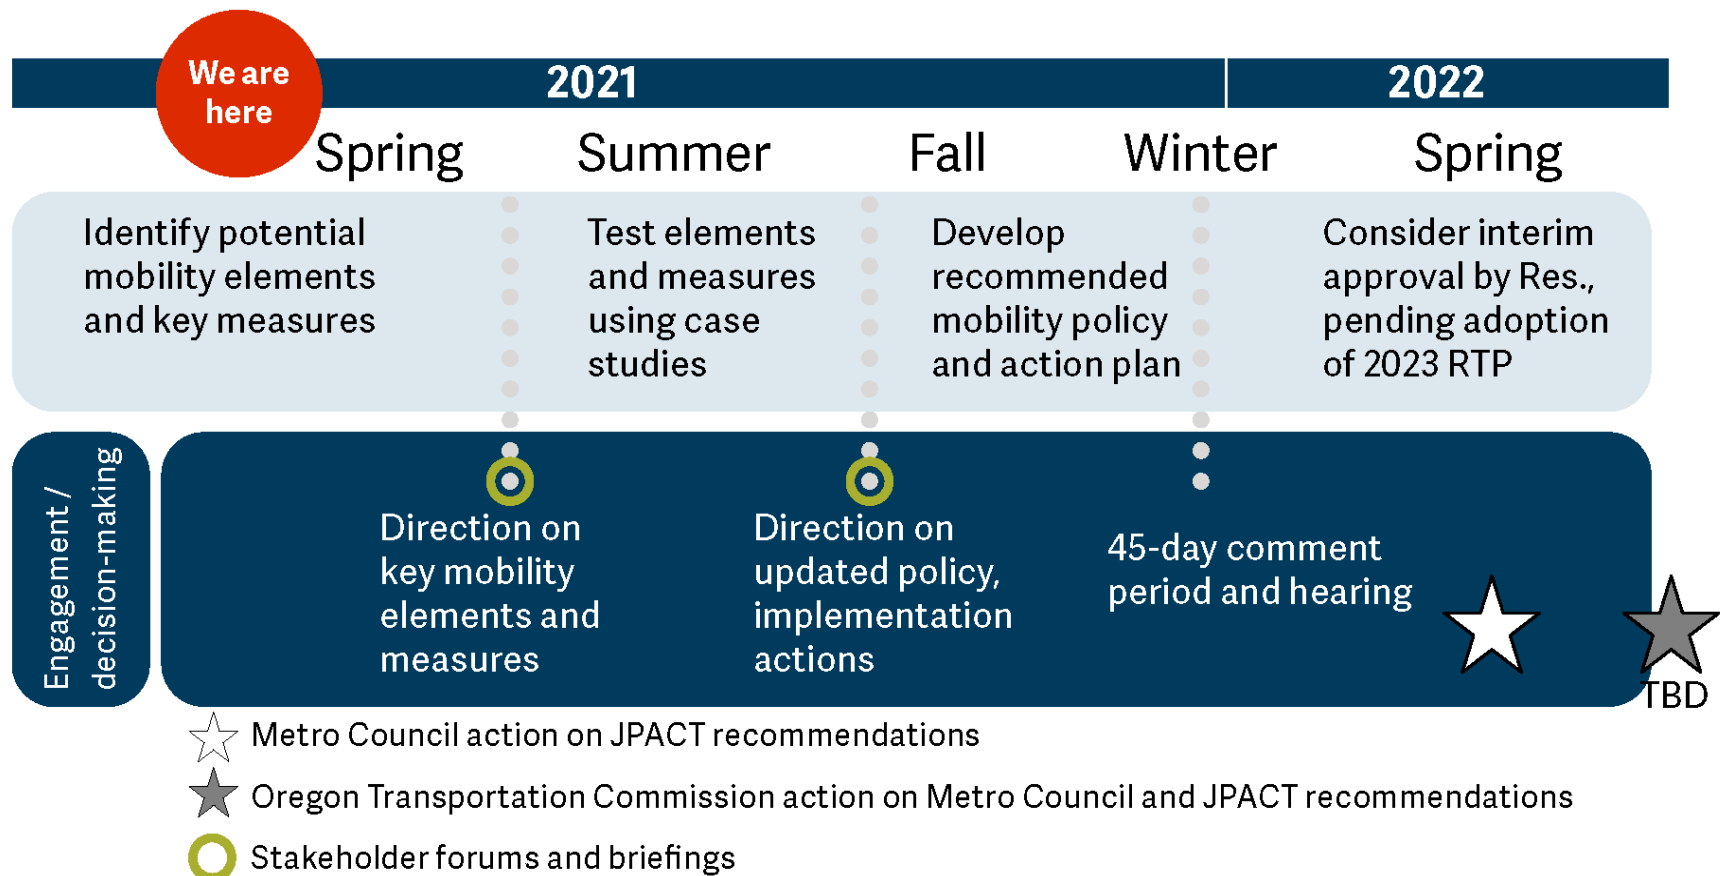 We are
here
2021
2022
Spring
Summer
Fall
Winter
Spring
Identify potential
mobility elements
and key measures
Test elements
and measures
using case
studies
Develop
recommended
mobility policy
and action plan
Consider interim
approval by Res.,
pending adoption
of 2023 RTP
Engagement /
decision-making
Direction on
key mobility
elements and
measures
Direction on
updated policy,
implementation
actions
45-day comment
period and hearing
TBD
Metro Council action on JPACT recommendations
Oregon Transportation Commission action on Metro Council and JPACT recommendations
Stakeholder forums and briefings